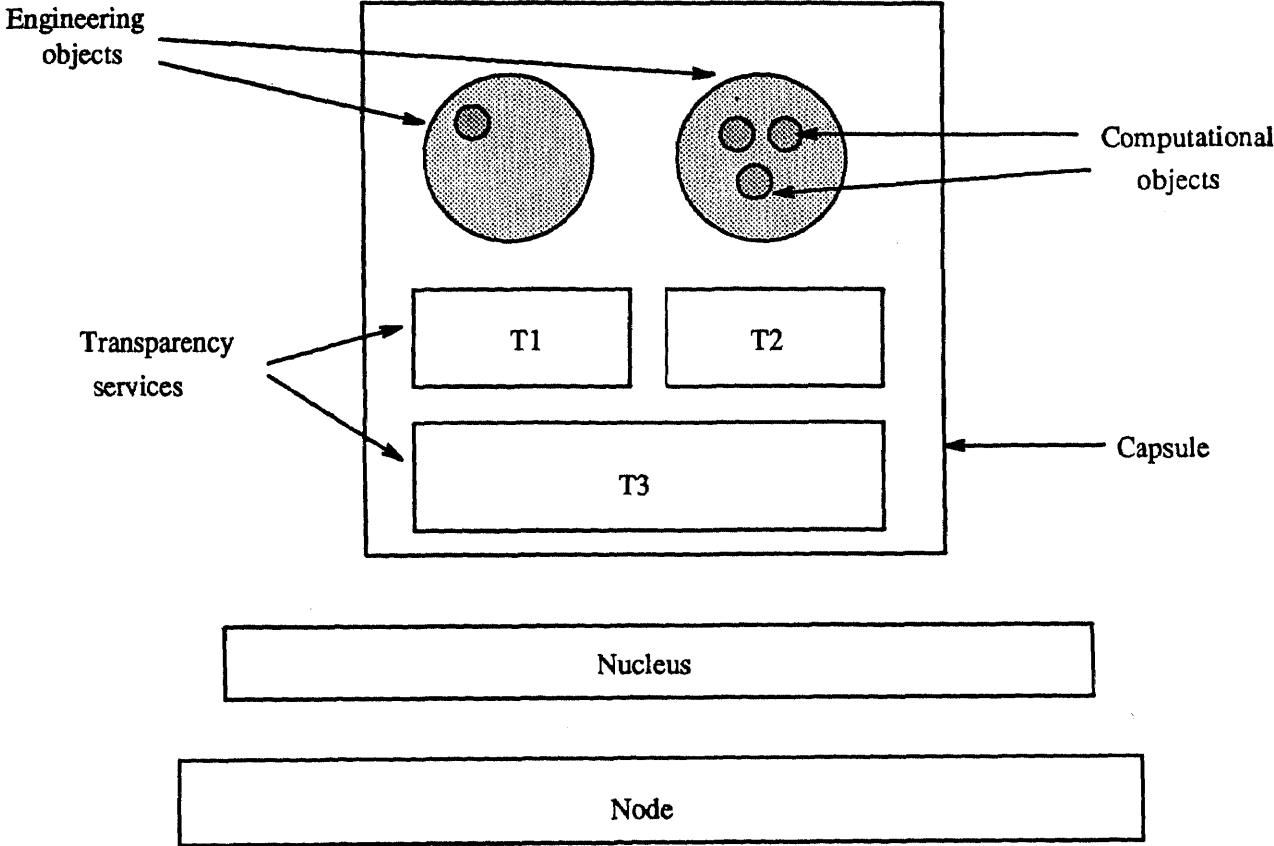 Engineering
objects
Computational
objects
Transparency
services
T1
T2
Capsule
T3
Nucleus
Node